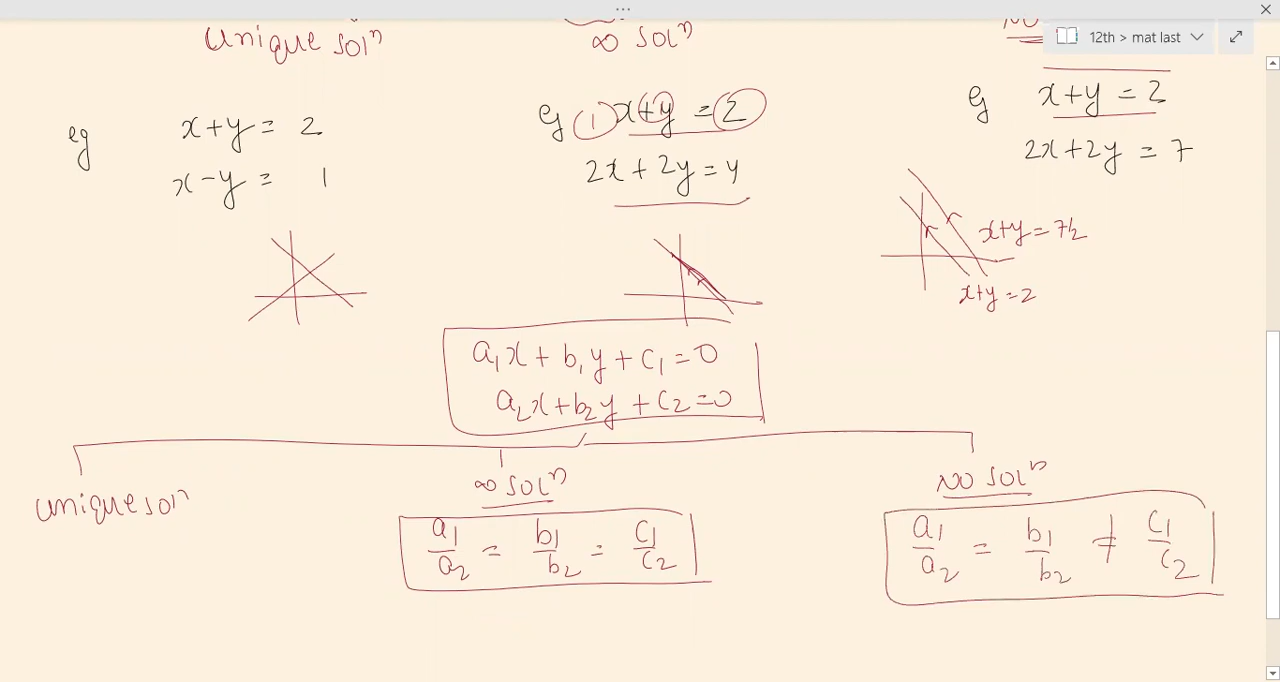 unique solⁿ
∞ solⁿ
NO
12th > mat last
eg x+y = 2
x-y = 1
eg (1) x+y = 2
2x + 2y = 4
eg x+y = 2
2x+2y = 7
x+y = 7/2
x+y = 2
a₁x + b₁y + c₁ = 0
a₂x + b₂y + c₂ = 0
unique solⁿ
∞ solⁿ
a₁/a₂ = b₁/b₂ = c₁/c₂
NO solⁿ
a₁/a₂ = b₁/b₂ ≠ c₁/c₂